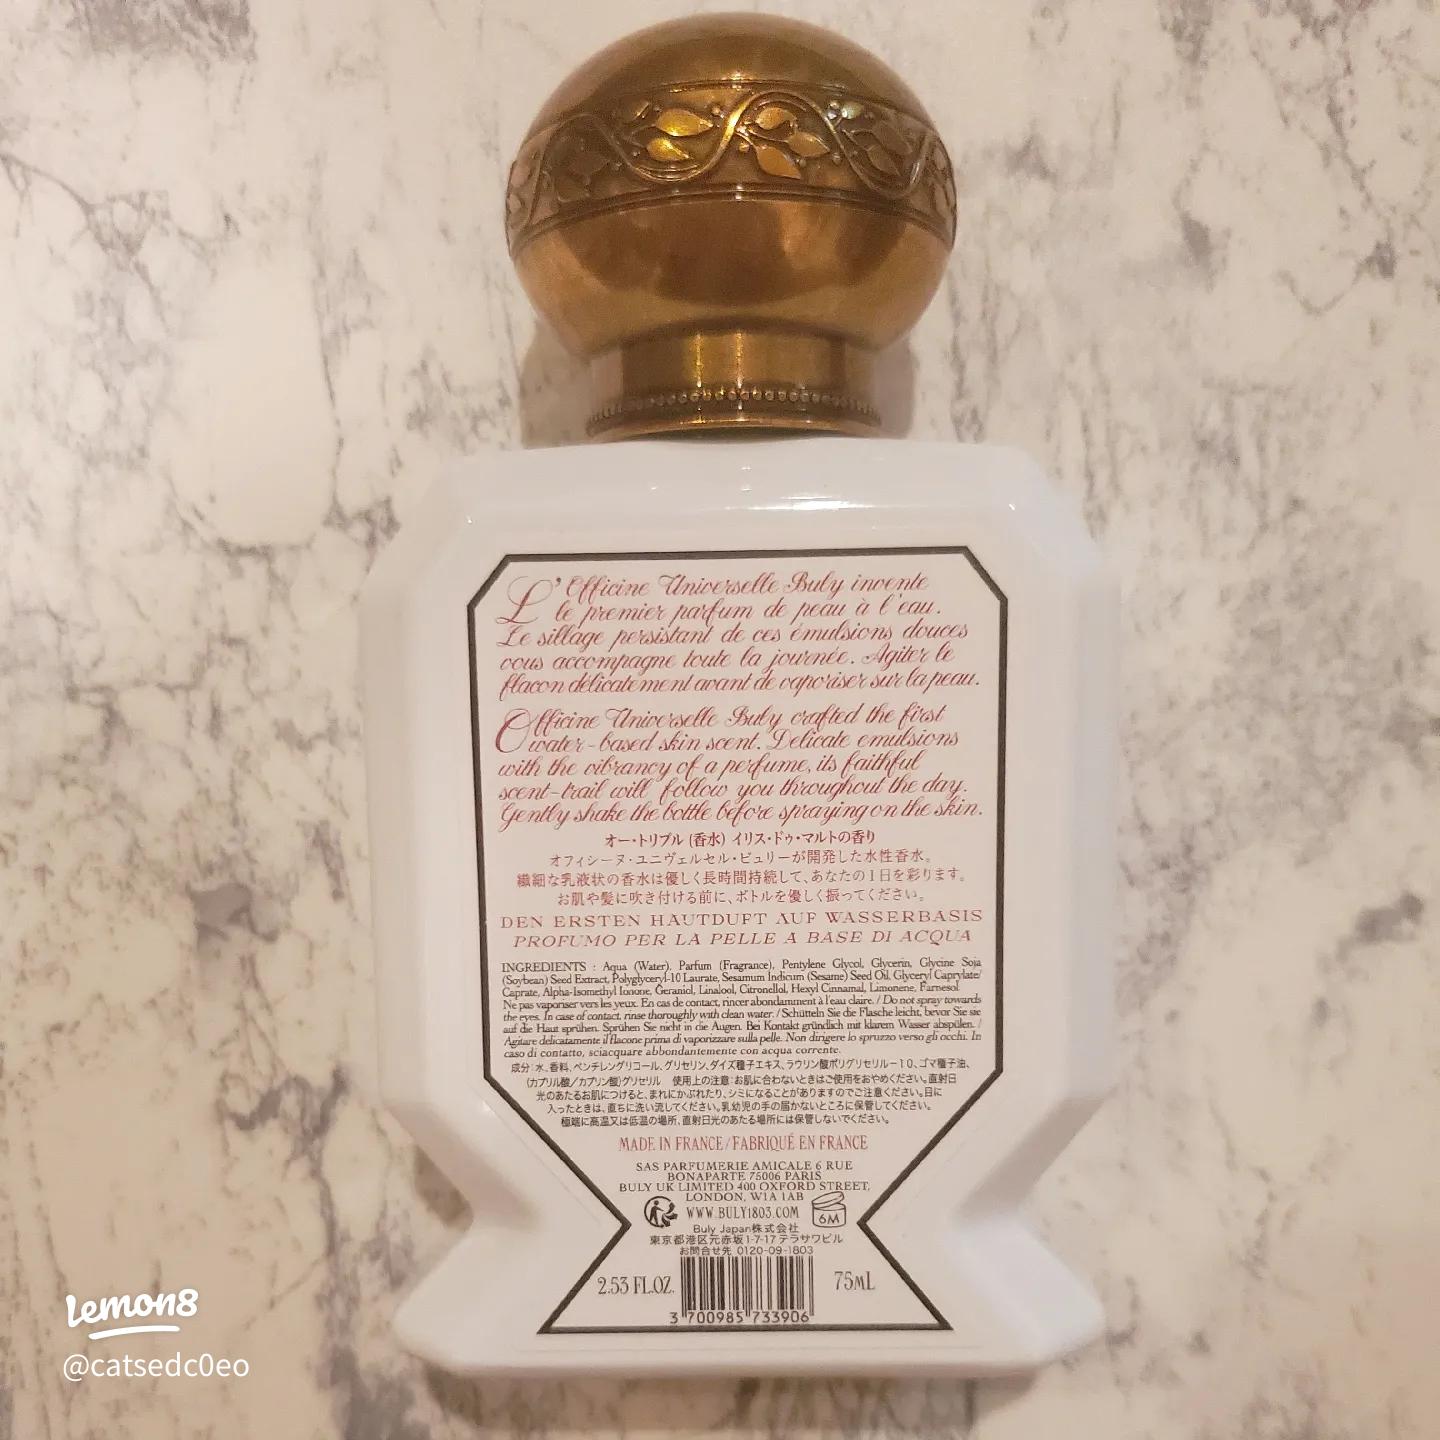 L'Officine Universelle Buly invente
le premier parfum de peau à l'eau.
Le sillage persistant de ces émulsions douces
vous accompagne toute la journée. Agiter le
flacon délicatement avant de vaporiser sur la peau.
Officine Universelle Buly crafted the first
water-based skin scent. Delicate emulsions
with the vibrancy of a perfume, its faithful
scent-trail will follow you throughout the day.
Gently shake the bottle before spraying on the skin.
オー・トリプル (香水) イリス・ドゥ・マルトの香り
オフィシーヌ・ユニヴェルセル・ビュリーが開発した水性香水。
繊細な乳液状の香水は優しく長時間持続して、あなたの1日を彩ります。
お肌や髪に吹き付ける前に、ボトルを優しく振ってください。
DEN ERSTEN HAUTDUFT AUF WASSERBASIS
PROFUMO PER LA PELLE A BASE DI ACQUA
INGREDIENTS : Aqua (Water), Parfum (Fragrance), Pentylene Glycol, Glycerin, Glycine Soja
(Soybean) Seed Extract, Polyglyceryl-10 Laurate, Sesamum Indicum (Sesame) Seed Oil, Glyceryl Caprylate/
Caprate, Alpha-Isomethyl Ionone, Geraniol, Linalool, Citronellol, Hexyl Cinnamal, Limonene, Farnesol
Ne pas vaporiser vers les yeux. En cas de contact, rincer abondamment à l'eau claire. / Do not spray towards
the eyes. In case of contact, rinse thoroughly with clean water. / Schütteln Sie die Flasche leicht, bevor Sie sie
auf die Haut sprühen. Sprühen Sie nicht in die Augen. Bei Kontakt gründlich mit klarem Wasser abspülen. /
Agitare delicatamente il flacone prima di vaporizzare sulla pelle. Non dirigere lo spruzzo verso gli occhi. In
caso di contatto, sciacquare abbondantemente con acqua corrente.
成分：水、香料、ペンチレングリコール、グリセリン、ダイズ種子エキス、ラウリン酸ポリグリセリル－10、ゴマ種子油、
(カプリル酸／カプリン酸)グリセリル 使用上の注意：お肌に合わないときはご使用をおやめください。直射日
光のあたるお肌につけると、まれにかぶれたり、シミになることがありますのでご注意ください。目に
入ったときは、直ちに洗い流してください。乳幼児の手の届かないところに保管してください。
極端に高温又は低温の場所、直射日光のあたる場所には保管しないでください。
MADE IN FRANCE / FABRIQUÉ EN FRANCE
SAS PARFUMERIE AMICALE 6 RUE
BONAPARTE 75006 PARIS
BULY UK LIMITED 400 OXFORD STREET,
LONDON, W1A 1AB
WWW.BULY1803.COM
6M
Buly Japan株式会社
東京都港区元赤坂1-7-17テラサワビル
お問合せ先 0120-09-1803
2.53 FL.OZ.
75ML
3 700985 733906
Lemon8
@catsedc0eo